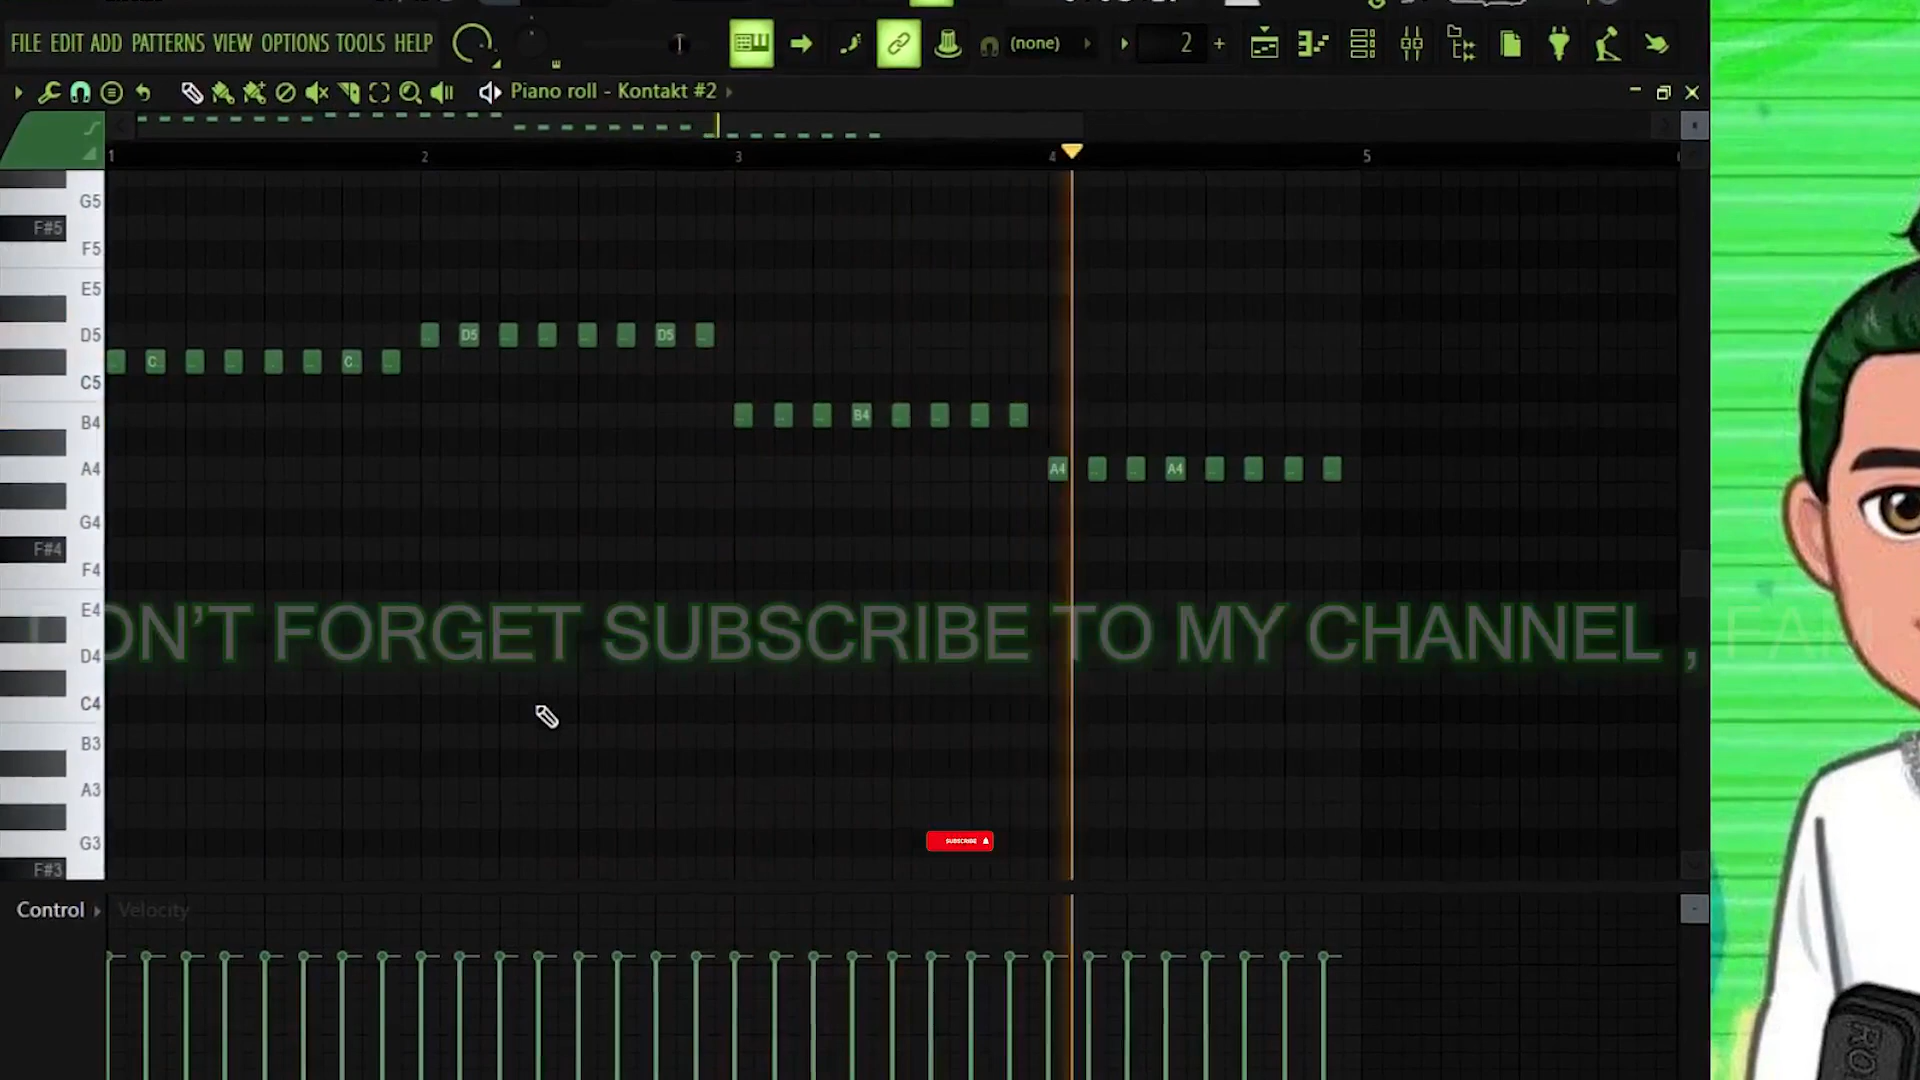 FILE EDIT ADD PATTERNS VIEW OPTIONS TOOLS HELP (none) 2 +
Piano roll - Kontakt #2
1 2 3 4 5
G5
F#5
F5
E5
D5 D5 D5
C C
C5
B4 B4
A4 A4 A4
G4
F#4
F4
E4
ON'T FORGET SUBSCRIBE TO MY CHANNEL , FAM
D4
C4
B3
A3
SUBSCRIBE
G3
F#3
Control Velocity